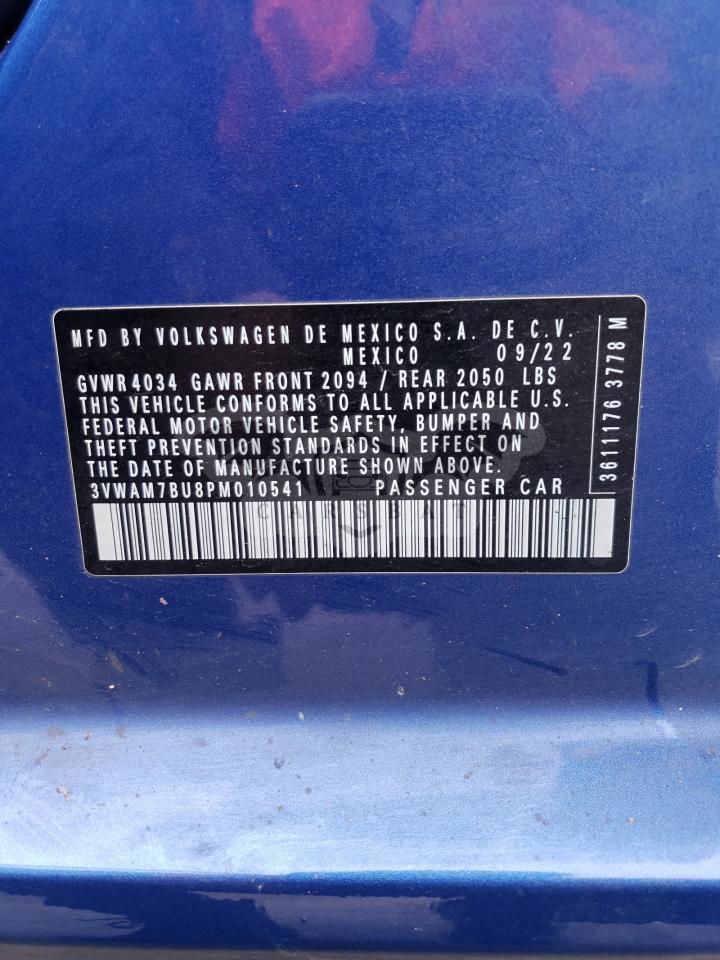 MFD BY VOLKSWAGEN DE MEXICO S.A. DE C.V.
MEXICO 09/22
GVWR 4034 GAWR FRONT 2094 / REAR 2050 LBS
THIS VEHICLE CONFORMS TO ALL APPLICABLE U.S.
FEDERAL MOTOR VEHICLE SAFETY, BUMPER AND
THEFT PREVENTION STANDARDS IN EFFECT ON
THE DATE OF MANUFACTURE SHOWN ABOVE.
3VWAM7BU8PM010541 PASSENGER CAR
3611176 3778 M
CARSBAT